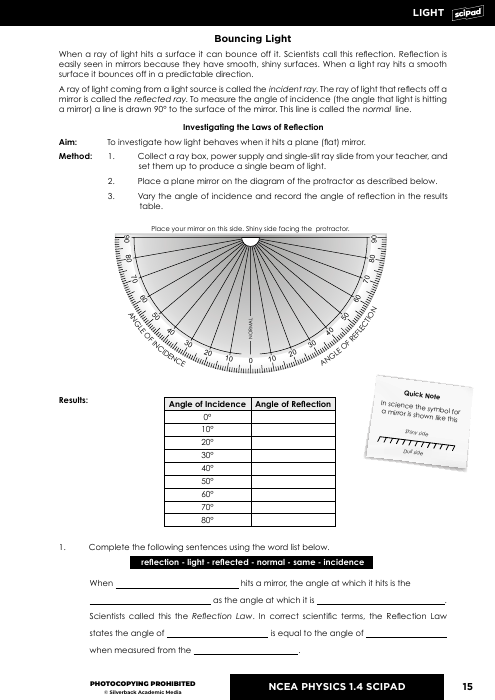 LIGHT scipad
Bouncing Light
When a ray of light hits a surface it can bounce off it. Scientists call this reflection. Reflection is
easily seen in mirrors because they have smooth, shiny surfaces. When a light ray hits a smooth
surface it bounces off in a predictable direction.
A ray of light coming from a light source is called the incident ray. The ray of light that reflects off a
mirror is called the reflected ray. To measure the angle of incidence (the angle that light is hitting
a mirror) a line is drawn 90° to the surface of the mirror. This line is called the normal line.
Investigating the Laws of Reflection
Aim: To investigate how light behaves when it hits a plane (flat) mirror.
Method: 1. Collect a ray box, power supply and single-slit ray slide from your teacher, and
set them up to produce a single beam of light.
2. Place a plane mirror on the diagram of the protractor as described below.
3. Vary the angle of incidence and record the angle of reflection in the results
table.
Place your mirror on this side. Shiny side facing the protractor.
90 80 70 60 50 40 30 20 10 0 10 20 30 40 50 60 70 80 90
NORMAL
ANGLE OF INCIDENCE
ANGLE OF REFLECTION
Quick Note
In science the symbol for
a mirror is shown like this
Shiny side
Dull side
Results:
Angle of Incidence Angle of Reflection
0°
10°
20°
30°
40°
50°
60°
70°
80°
1. Complete the following sentences using the word list below.
reflection - light - reflected - normal - same - incidence
When ____ hits a mirror, the angle at which it hits is the
____ as the angle at which it is ____.
Scientists called this the Reflection Law. In correct scientific terms, the Reflection Law
states the angle of ____ is equal to the angle of ____
when measured from the ____.
PHOTOCOPYING PROHIBITED
© Silverback Academic Media
NCEA PHYSICS 1.4 SCIPAD
15